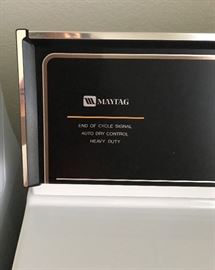 MAYTAG
END OF CYCLE SIGNAL
AUTO DRY CONTROL
HEAVY DUTY